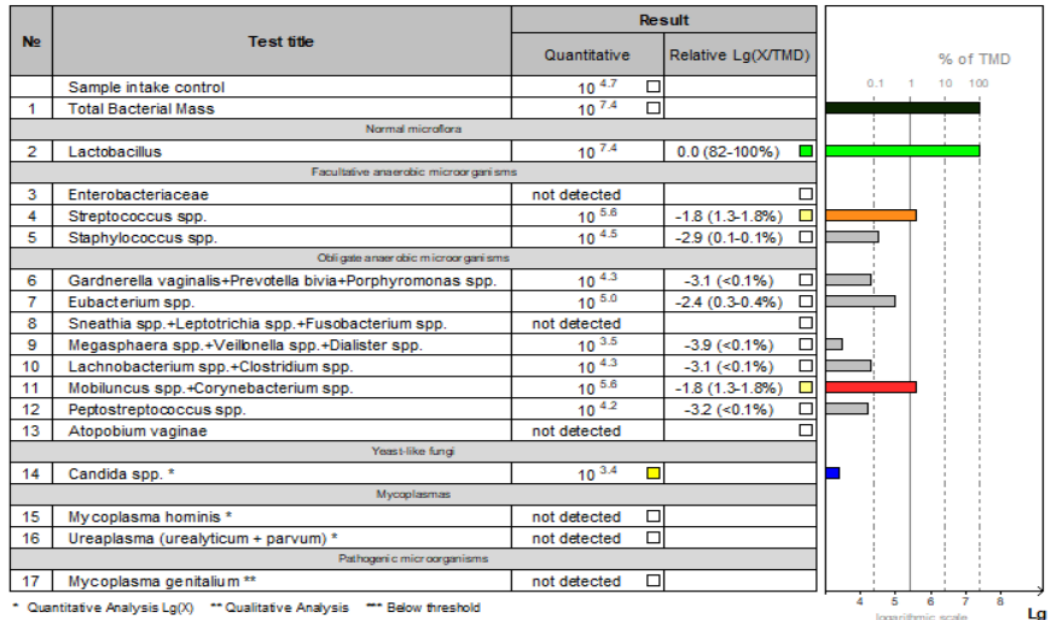 № Test title Result
Quantitative Relative Lg(X/TMD) % of TMD
0.1 1 10 100
Sample intake control 10 4.7
1 Total Bacterial Mass 10 7.4
Normal microflora
2 Lactobacillus 10 7.4 0.0 (82-100%)
Facultative anaerobic microorganisms
3 Enterobacteriaceae not detected
4 Streptococcus spp. 10 5.6 -1.8 (1.3-1.8%)
5 Staphylococcus spp. 10 4.5 -2.9 (0.1-0.1%)
Obligate anaerobic microorganisms
6 Gardnerella vaginalis+Prevotella bivia+Porphyromonas spp. 10 4.3 -3.1 (<0.1%)
7 Eubacterium spp. 10 5.0 -2.4 (0.3-0.4%)
8 Sneathia spp.+Leptotrichia spp.+Fusobacterium spp. not detected
9 Megasphaera spp.+Veillonella spp.+Dialister spp. 10 3.5 -3.9 (<0.1%)
10 Lachnobacterium spp.+Clostridium spp. 10 4.3 -3.1 (<0.1%)
11 Mobiluncus spp.+Corynebacterium spp. 10 5.6 -1.8 (1.3-1.8%)
12 Peptostreptococcus spp. 10 4.2 -3.2 (<0.1%)
13 Atopobium vaginae not detected
Yeast-like fungi
14 Candida spp. * 10 3.4
Mycoplasmas
15 Mycoplasma hominis * not detected
16 Ureaplasma (urealyticum + parvum) * not detected
Pathogenic microorganisms
17 Mycoplasma genitalium ** not detected
* Quantitative Analysis Lg(X) ** Qualitative Analysis *** Below threshold
4 5 6 7 8 Lg
logarithmic scale